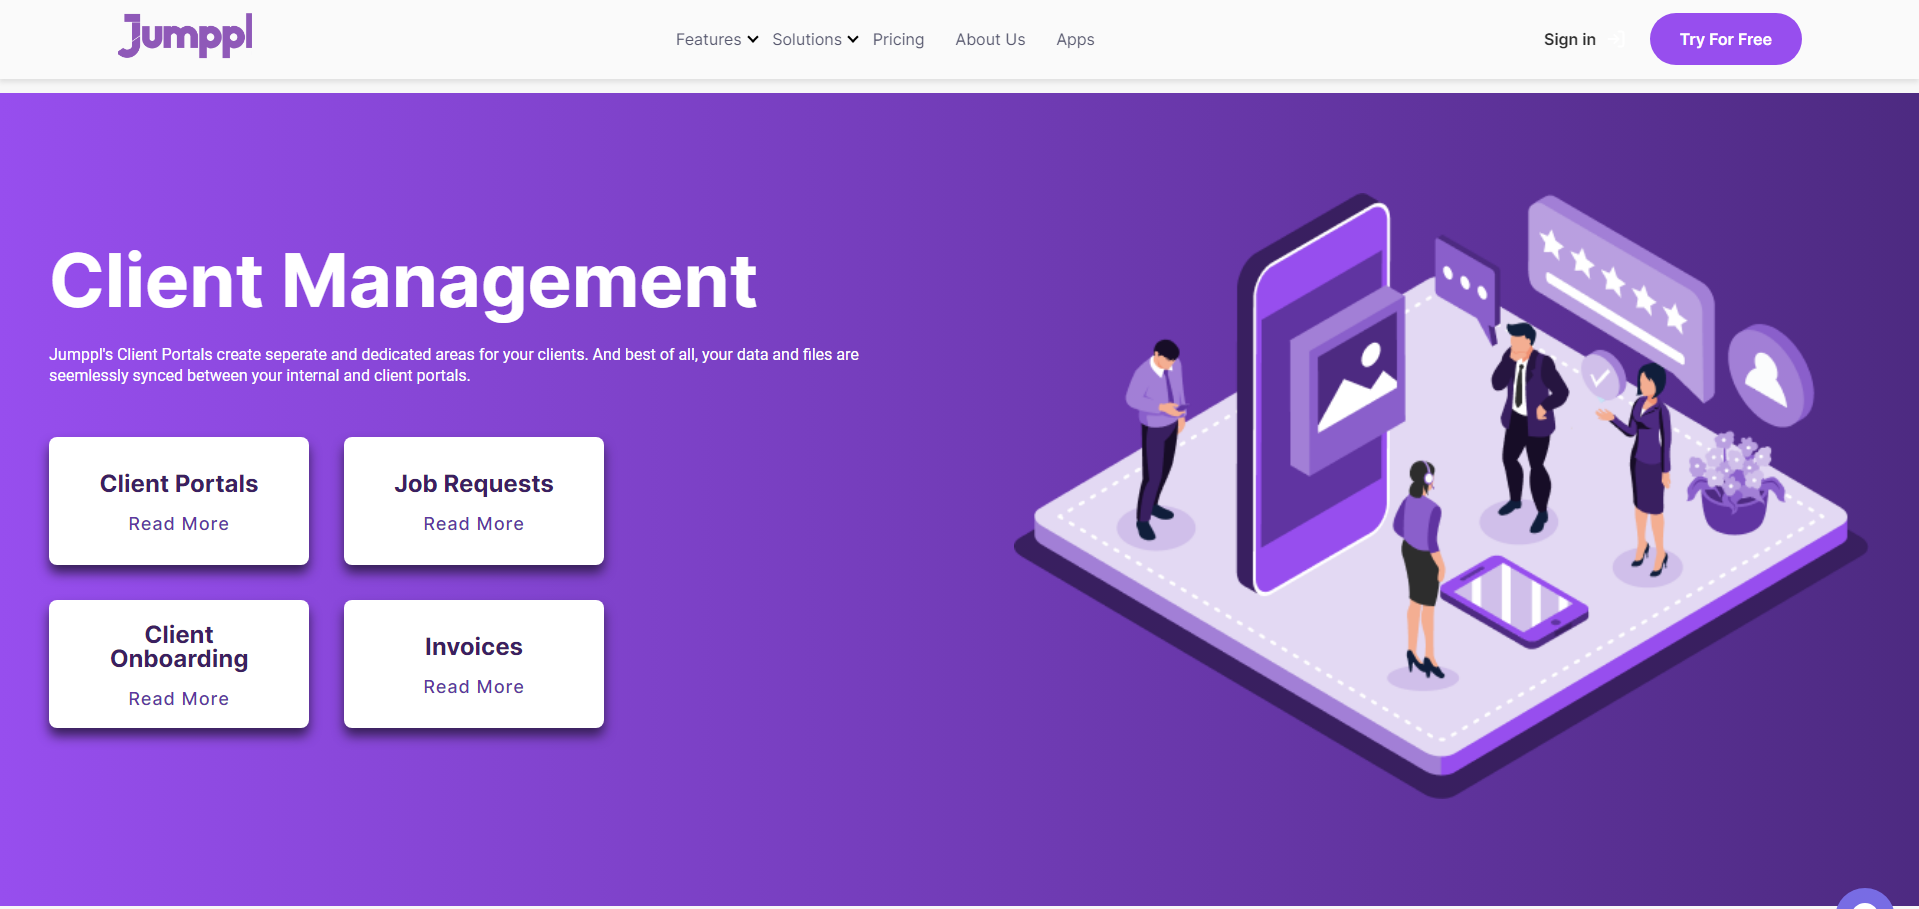 Jumppl
Features Solutions Pricing About Us Apps
Sign in
Try For Free
Client Management
Jumppl's Client Portals create seperate and dedicated areas for your clients. And best of all, your data and files are
seemlessly synced between your internal and client portals.
Client Portals
Read More
Job Requests
Read More
Client
Onboarding
Read More
Invoices
Read More